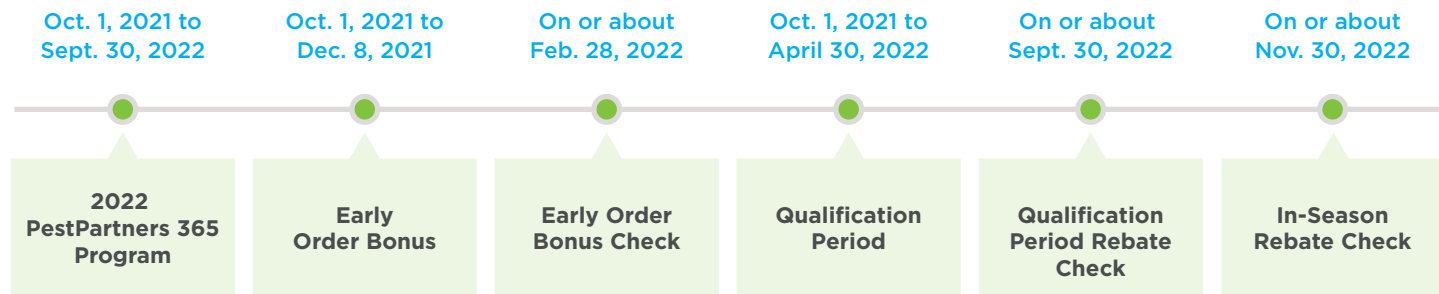 Oct. 1, 2021 to
Sept. 30, 2022
Oct. 1, 2021 to
Dec. 8, 2021
On or about
Feb. 28, 2022
Oct. 1, 2021 to
April 30, 2022
On or about
Sept. 30, 2022
On or about
Nov. 30, 2022
2022
PestPartners 365
Program
Early
Order Bonus
Early Order
Bonus Check
Qualification
Period
Qualification
Period Rebate
Check
In-Season
Rebate Check